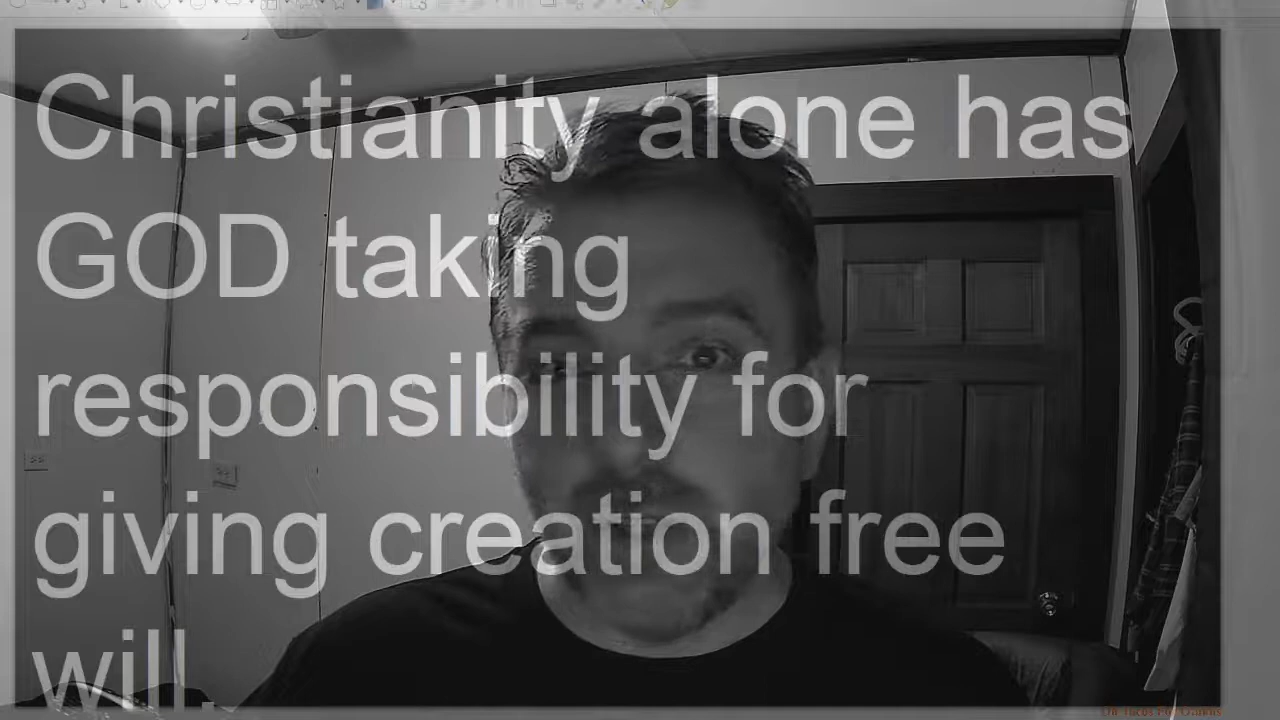 Christianity alone has
GOD taking
responsibility for
giving creation free
will.